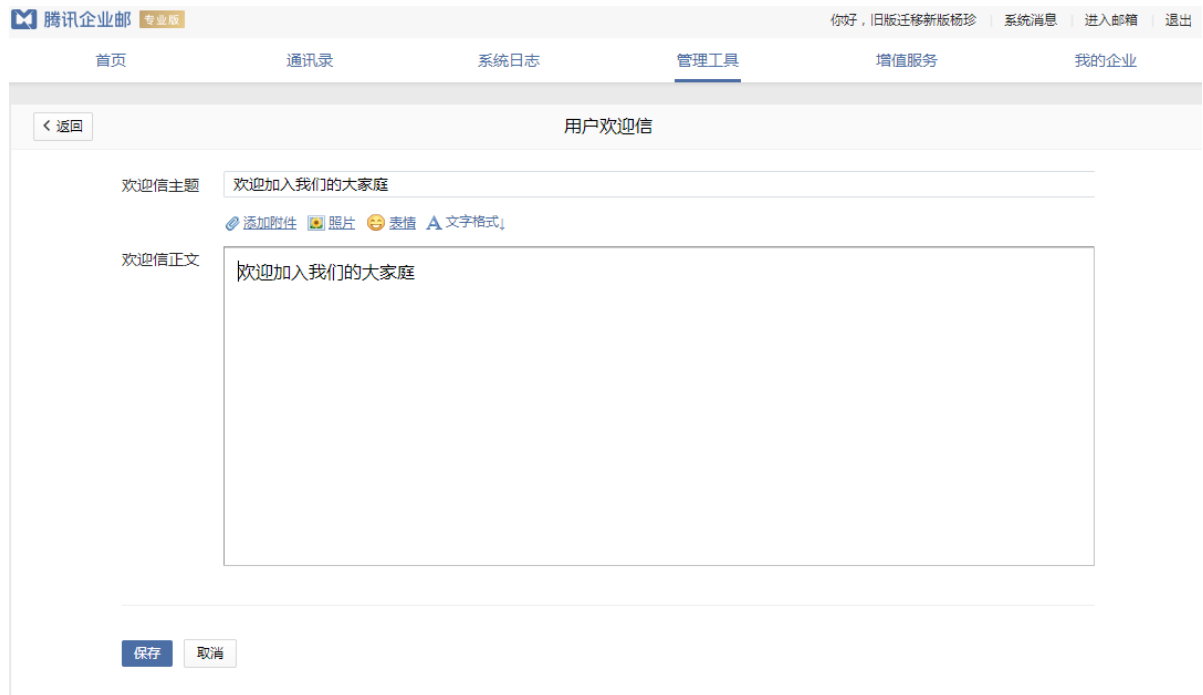 腾讯企业邮 专业版 你好，旧版迁移新版杨珍 系统消息 进入邮箱 退出
首页 通讯录 系统日志 管理工具 增值服务 我的企业
返回 用户欢迎信
欢迎信主题 欢迎加入我们的大家庭
添加附件 照片 表情 A 文字格式↓
欢迎信正文 欢迎加入我们的大家庭
保存 取消